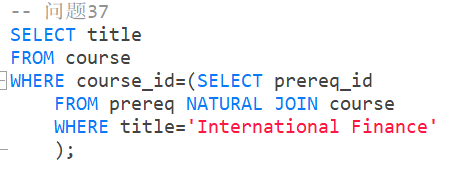 -- 问题37
SELECT title
FROM course
WHERE course_id=(SELECT prereq_id
FROM prereq NATURAL JOIN course
WHERE title='International Finance'
);